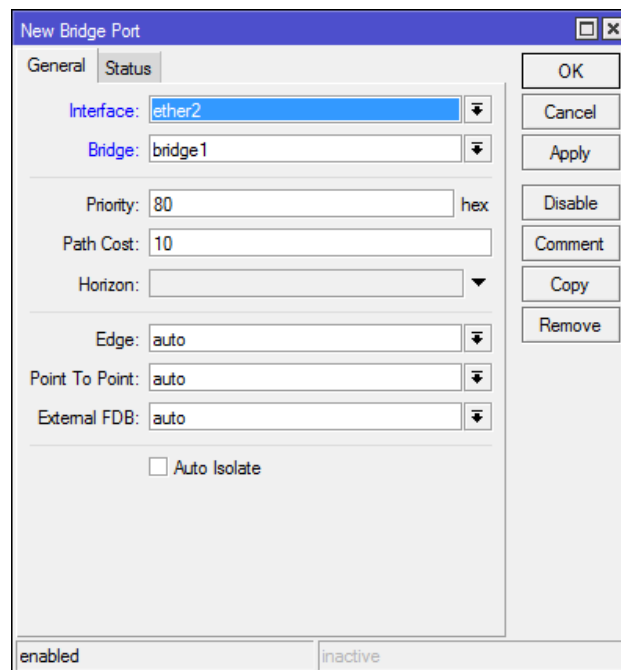 New Bridge Port
General Status
Interface: ether2
Bridge: bridge1
Priority: 80 hex
Path Cost: 10
Horizon:
Edge: auto
Point To Point: auto
External FDB: auto
Auto Isolate
OK
Cancel
Apply
Disable
Comment
Copy
Remove
enabled inactive